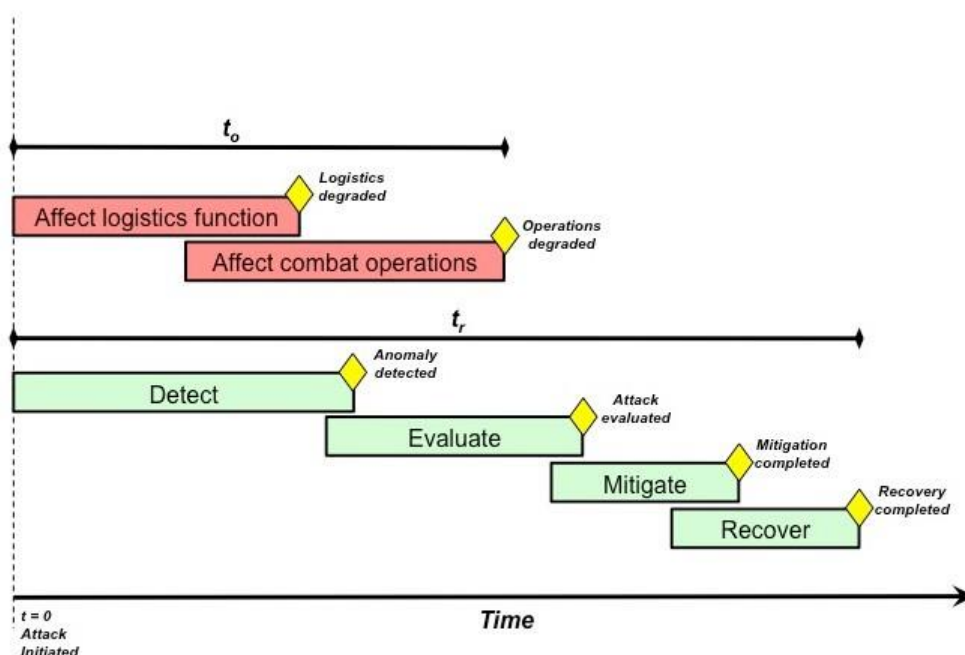 t_o
Logistics
degraded
Affect logistics function
Operations
degraded
Affect combat operations
t_r
Anomaly
detected
Detect
Attack
evaluated
Evaluate
Mitigation
completed
Mitigate
Recovery
completed
Recover
t = 0
Attack
Initiated
Time